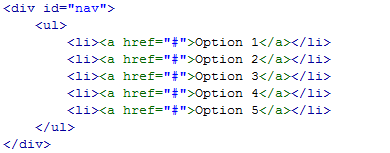 <div id="nav">
    <ul>
        <li><a href="#">Option 1</a></li>
        <li><a href="#">Option 2</a></li>
        <li><a href="#">Option 3</a></li>
        <li><a href="#">Option 4</a></li>
        <li><a href="#">Option 5</a></li>
    </ul>
</div>